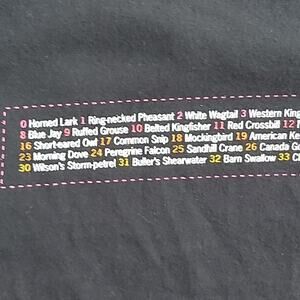 0 Horned Lark 1 Ring-necked Pheasant 2 White Wagtail 3 Western King
8 Blue Jay 9 Ruffed Grouse 10 Belted Kingfisher 11 Red Crossbill 12
16 Short-eared Owl 17 Common Snip 18 Mockingbird 19 American Ke
23 Morning Dove 24 Peregrine Falcon 25 Sandhill Crane 26 Canada Go
30 Wilson's Storm-petrel 31 Buller's Shearwater 32 Barn Swallow 33 C